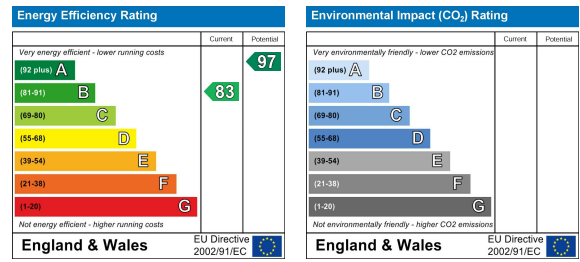 Energy Efficiency Rating
Current Potential
Very energy efficient - lower running costs
(92 plus) A
(81-91) B
(69-80) C
(55-68) D
(39-54) E
(21-38) F
(1-20) G
83
97
Not energy efficient - higher running costs
England & Wales
EU Directive
2002/91/EC
Environmental Impact (CO2) Rating
Current Potential
Very environmentally friendly - lower CO2 emissions
(92 plus) A
(81-91) B
(69-80) C
(55-68) D
(39-54) E
(21-38) F
(1-20) G
Not environmentally friendly - higher CO2 emissions
England & Wales
EU Directive
2002/91/EC